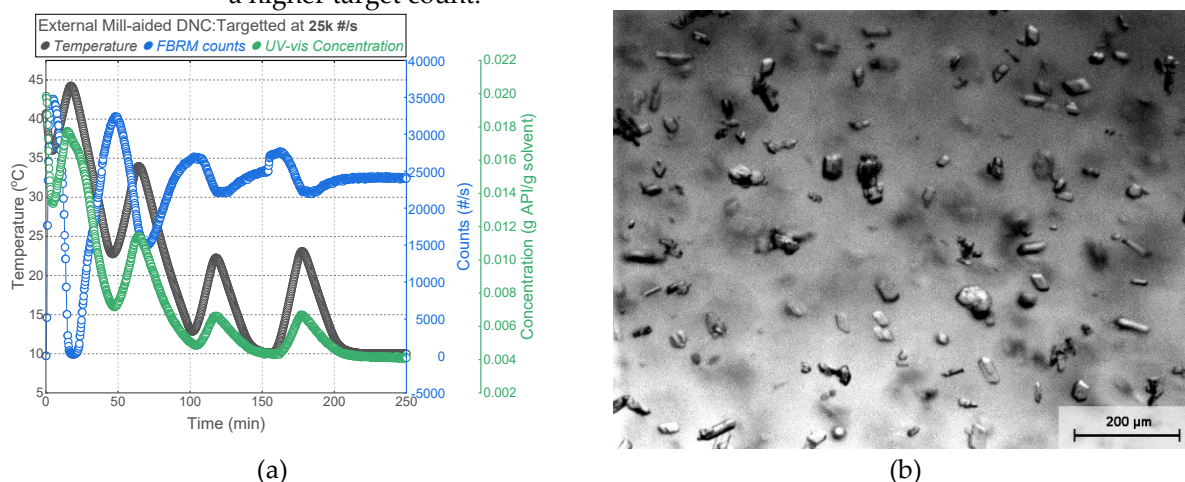 a higher target count.
External Mill-aided DNC:Targetted at 25k #/s
Temperature FBRM counts UV-vis Concentration
Temperature (°C)
45
40
35
30
25
20
15
10
5
0 50 100 150 200 250
Time (min)
40000
35000
30000
25000
20000
15000
10000
5000
0
-5000
Counts (#/s)
0.022
0.020
0.018
0.016
0.014
0.012
0.010
0.008
0.006
0.004
0.002
Concentration (g API/g solvent)
200 µm
(a)
(b)